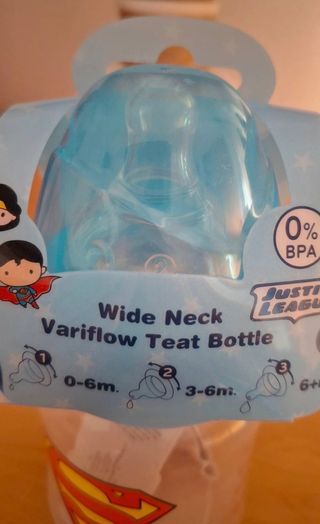 0%
BPA
JUSTICE
LEAGUE
Wide Neck
Variflow Teat Bottle
1 0-6m. 2 3-6m. 3 6+